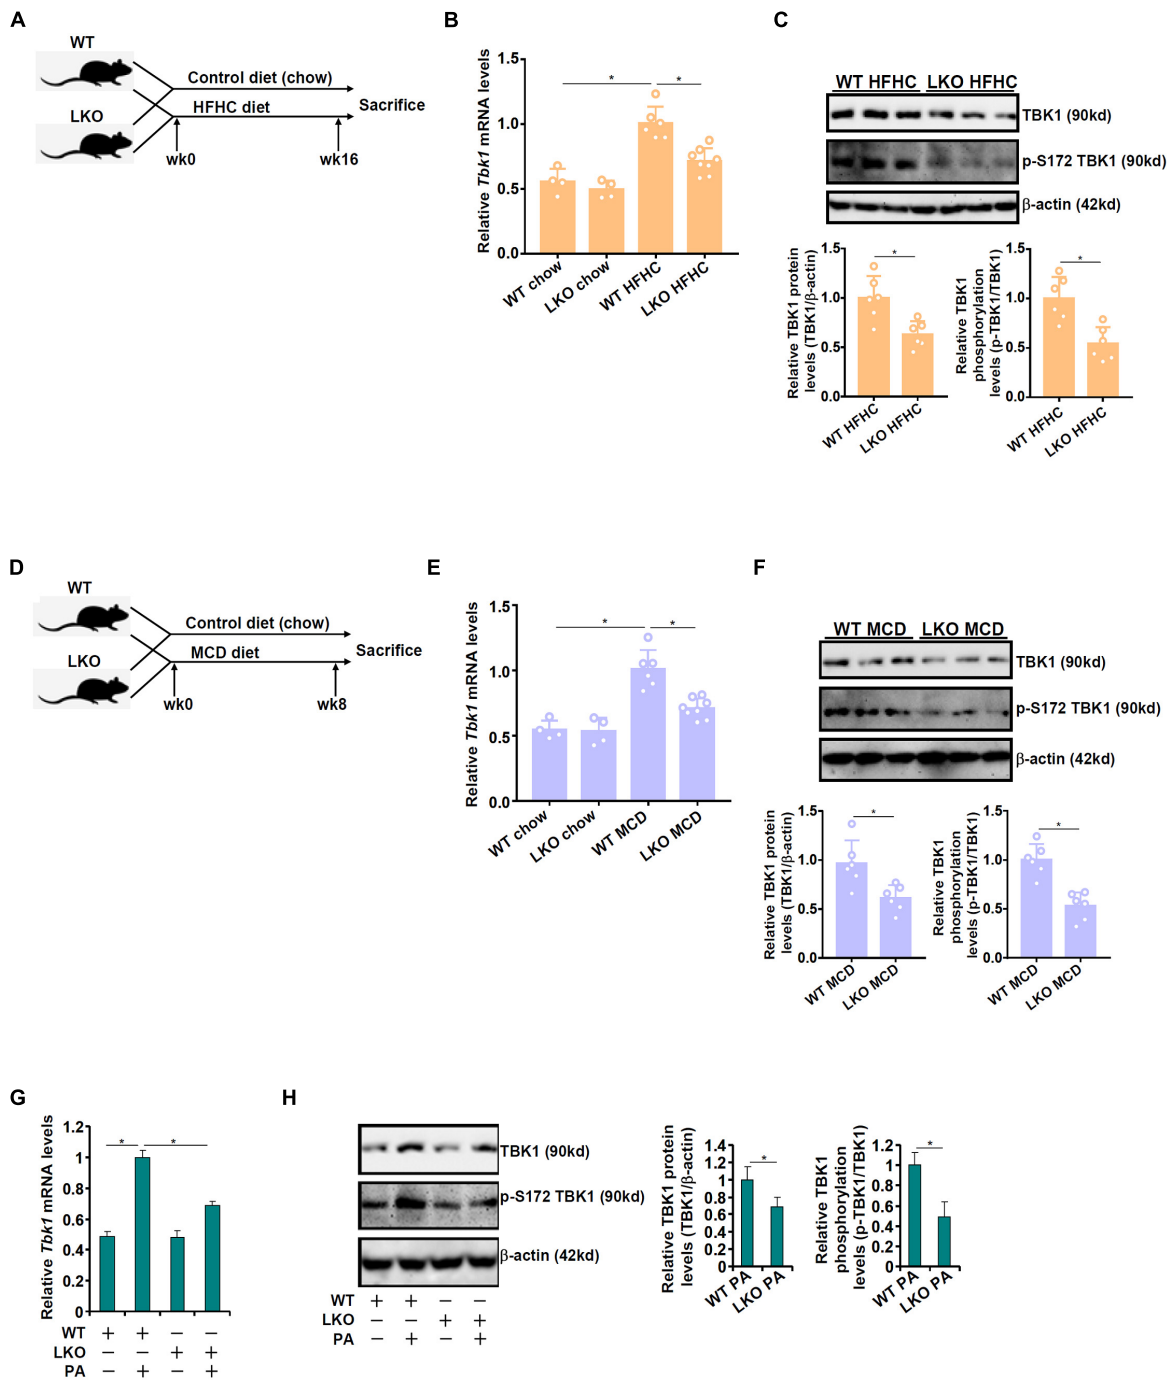 A
WT
LKO
Control diet (chow)
HFHC diet
Sacrifice
wk0
wk16
B
Relative Tbk1 mRNA levels
1.5
1.0
0.5
0.0
*
*
WT chow
LKO chow
WT HFHC
LKO HFHC
C
WT HFHC LKO HFHC
TBK1 (90kd)
p-S172 TBK1 (90kd)
β-actin (42kd)
Relative TBK1 protein
levels (TBK1/β-actin)
1.5
1.0
0.5
0.0
*
WT HFHC
LKO HFHC
Relative TBK1
phosphorylation
levels (p-TBK1/TBK1)
1.5
1.0
0.5
0.0
*
WT HFHC
LKO HFHC
D
WT
LKO
Control diet (chow)
MCD diet
Sacrifice
wk0
wk8
E
Relative Tbk1 mRNA levels
1.5
1.0
0.5
0.0
*
*
WT chow
LKO chow
WT MCD
LKO MCD
F
WT MCD LKO MCD
TBK1 (90kd)
p-S172 TBK1 (90kd)
β-actin (42kd)
Relative TBK1 protein
levels (TBK1/β-actin)
1.5
1.0
0.5
0.0
*
WT MCD
LKO MCD
Relative TBK1
phosphorylation
levels (p-TBK1/TBK1)
1.5
1.0
0.5
0.0
*
WT MCD
LKO MCD
G
Relative Tbk1 mRNA levels
1.2
1
0.8
0.6
0.4
0.2
0
*
*
WT + + − −
LKO − − + +
PA − + − +
H
TBK1 (90kd)
p-S172 TBK1 (90kd)
β-actin (42kd)
WT + + − −
LKO − − + +
PA − + − +
Relative TBK1 protein
levels (TBK1/β-actin)
1.4
1.2
1
0.8
0.6
0.4
0.2
0
*
WT PA
LKO PA
Relative TBK1
phosphorylation
levels (p-TBK1/TBK1)
1.2
1
0.8
0.6
0.4
0.2
0
*
WT PA
LKO PA